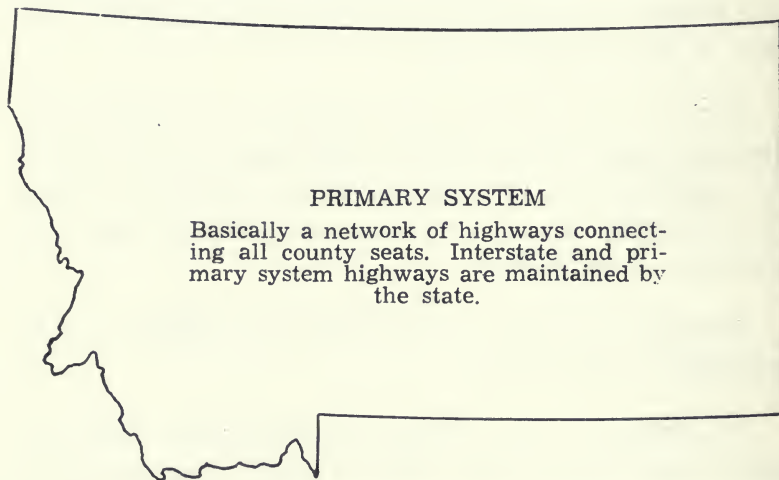 PRIMARY SYSTEM
Basically a network of highways connect-
ing all county seats. Interstate and pri-
mary system highways are maintained by
the state.